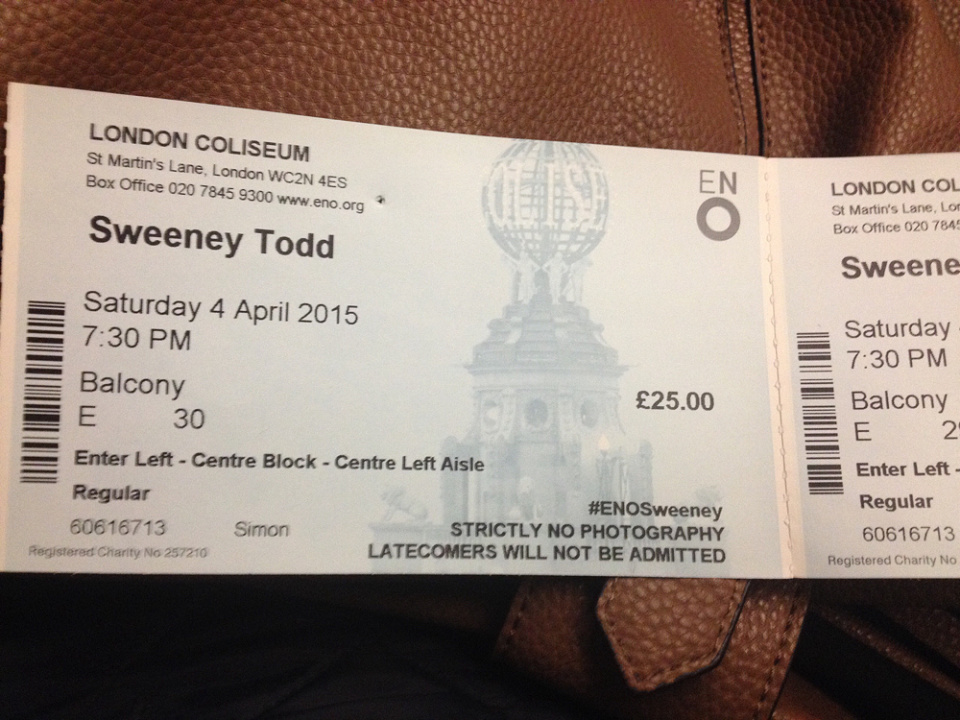 LONDON COLISEUM
St Martin's Lane, London WC2N 4ES
Box Office 020 7845 9300 www.eno.org
ENO
Sweeney Todd
Saturday 4 April 2015
7:30 PM
Balcony
E 30
£25.00
Enter Left - Centre Block - Centre Left Aisle
Regular
60616713 Simon
Registered Charity No 257210
#ENOSweeney
STRICTLY NO PHOTOGRAPHY
LATECOMERS WILL NOT BE ADMITTED
LONDON COL
St Martin's Lane, Lon
Box Office 020 7845
Sweene
Saturday
7:30 PM
Balcony
E 2
Enter Left -
Regular
60616713
Registered Charity No